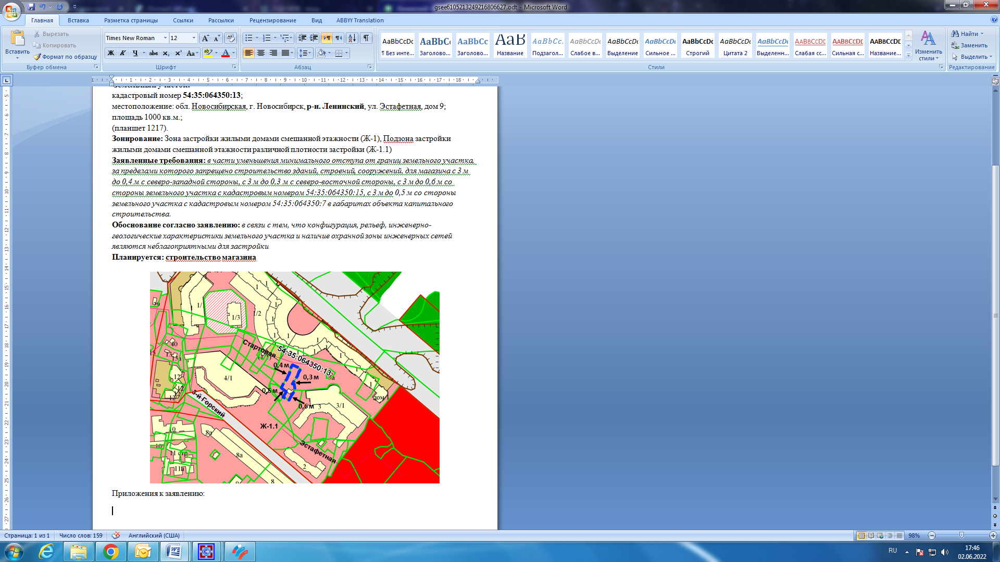 gsee6105213249216806627.odt - Microsoft Word
Главная Вставка Разметка страницы Ссылки Рассылки Рецензирование Вид ABBYY Translation
Вставить
Вырезать
Копировать
Формат по образцу
Буфер обмена
Times New Roman 12
Ж К Ч abc x₂ x² Aa
Шрифт
Абзац
AaBbCcDc AaBbCc AaBbCc AaB AaBbCc. AaBbCcDc AaBbCcDc AaBbCcDc AaBbCcDc AaBbCcDc AaBbCcDc AABBCCDE AABBCCDE AABBCCDE
¶ Без инте... Заголово... Заголово... Название Подзагол... Слабое в... Выделение Сильное ... Строгий Цитата 2 Выделенн... Слабая сс... Сильная с... Название...
Стили
Изменить стили
Найти
Заменить
Выделить
Редактирование
кадастровый номер 54:35:064350:13;
местоположение: обл. Новосибирская, г. Новосибирск, р-н. Ленинский, ул. Эстафетная, дом 9;
площадь 1000 кв.м.;
(планшет 1217).
Зонирование: Зона застройки жилыми домами смешанной этажности (Ж-1), Подзона застройки
жилыми домами смешанной этажности различной плотности застройки (Ж-1.1)
Заявленные требования: в части уменьшения минимального отступа от границ земельного участка,
за пределами которого запрещено строительство зданий, строений, сооружений, для магазина с 3 м
до 0,4 м с северо-западной стороны, с 3 м до 0,3 м с северо-восточной стороны, с 3 м до 0,6 м со
стороны земельного участка с кадастровым номером 54:35:064350:15, с 3 м до 0,5 м со стороны
земельного участка с кадастровым номером 54:35:064350:7 в габаритах объекта капитального
строительства.
Обоснование согласно заявлению: в связи с тем, что конфигурация, рельеф, инженерно-
геологические характеристики земельного участка и наличие охранной зоны инженерных сетей
являются неблагоприятными для застройки
Планируется: строительство магазина
1/3
1/2
40
13а
Стартовая
54:35:064350:13
0,4 м
0,3 м
0,5 м
0,6 м
4/1
12
12
12
3-й Горский
3
3/1
дом 1
Ж-1.1
Эстафетная
8а
8а
11 стр
11а
2
8
Приложения к заявлению:
Страница: 1 из 1 Число слов: 159 Английский (США) 98%
RU
17:46
02.06.2022